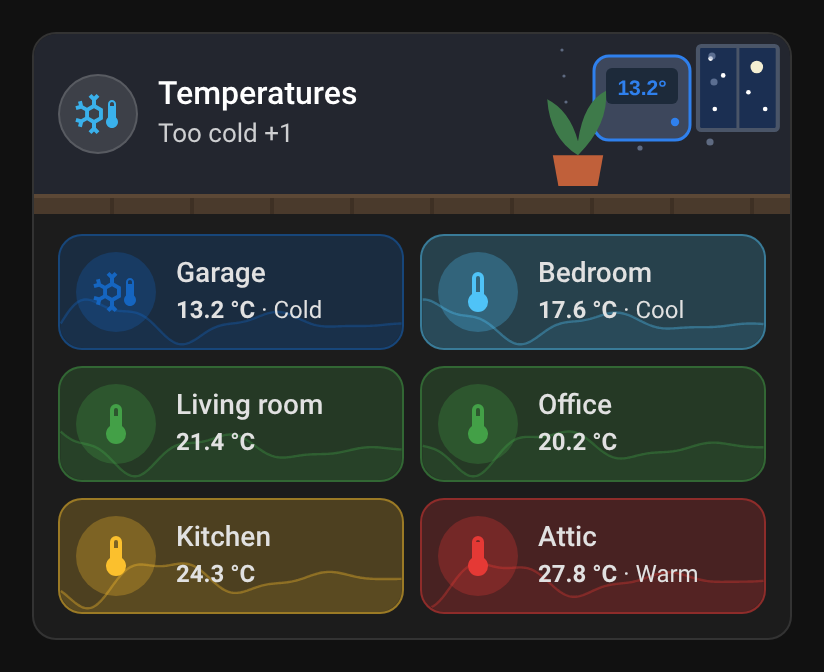 Temperatures
Too cold +1
13.2°
Garage
13.2 °C · Cold
Bedroom
17.6 °C · Cool
Living room
21.4 °C
Office
20.2 °C
Kitchen
24.3 °C
Attic
27.8 °C · Warm